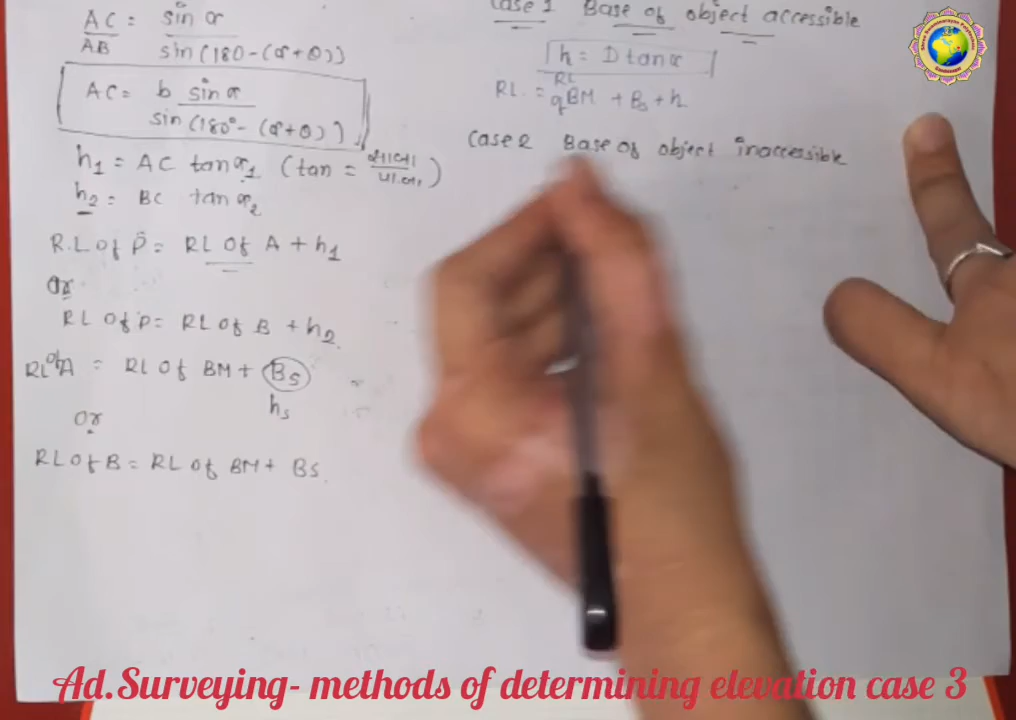 AC = sin α
AB sin (180 - (α + θ))
AC = b sin α
sin (180° - (α + θ))
h1 = AC tan α1 (tan = सामा)
h2 = BC tan α2
R.L of P = RL of A + h1
Or
RL of P = RL of B + h2
RL of A = RL of BM + Bs =
hs
Or
RL of B = RL of BM + Bs.
Case 1 Base of object accessible
h = D tan α
RL. = RL of BM + Bs + h
Case 2 Base of object inaccessible
Ad.Surveying- methods of determining elevation case 3